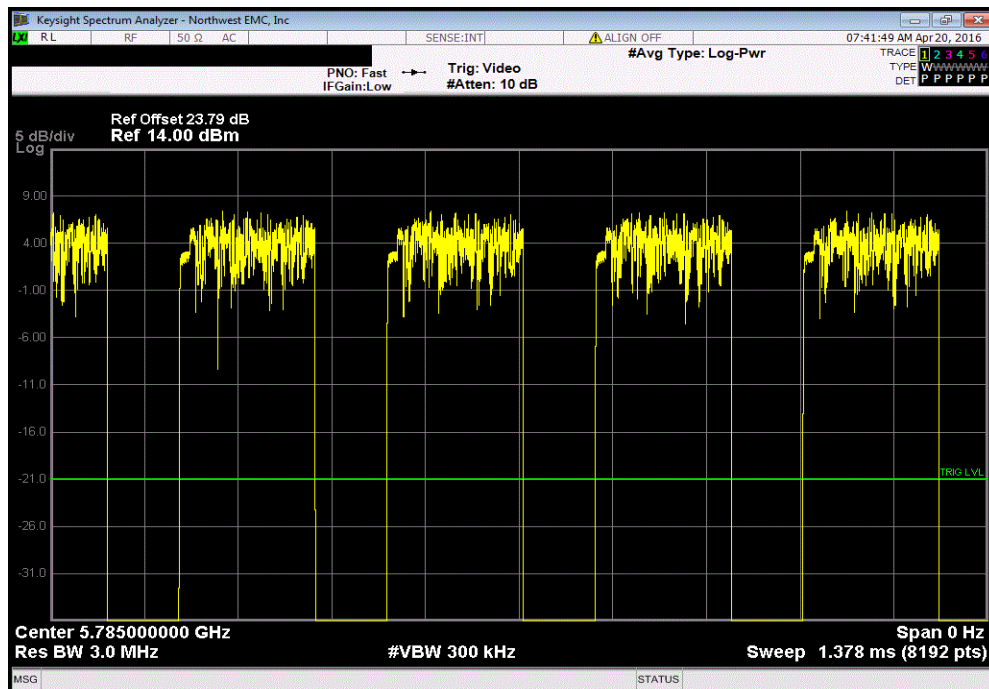 Keysight Spectrum Analyzer - Northwest EMC, Inc
LXI RL RF 50 Ω AC SENSE:INT ALIGN OFF 07:41:49 AM Apr 20, 2016
#Avg Type: Log-Pwr TRACE 1 2 3 4 5 6
PNO: Fast Trig: Video TYPE WWWWWW
IFGain:Low #Atten: 10 dB DET P P P P P P
Ref Offset 23.79 dB
5 dB/div Ref 14.00 dBm
Log
9.00
4.00
-1.00
-6.00
-11.0
-16.0
TRIG LVL
-21.0
-26.0
-31.0
Center 5.785000000 GHz Span 0 Hz
Res BW 3.0 MHz #VBW 300 kHz Sweep 1.378 ms (8192 pts)
MSG STATUS